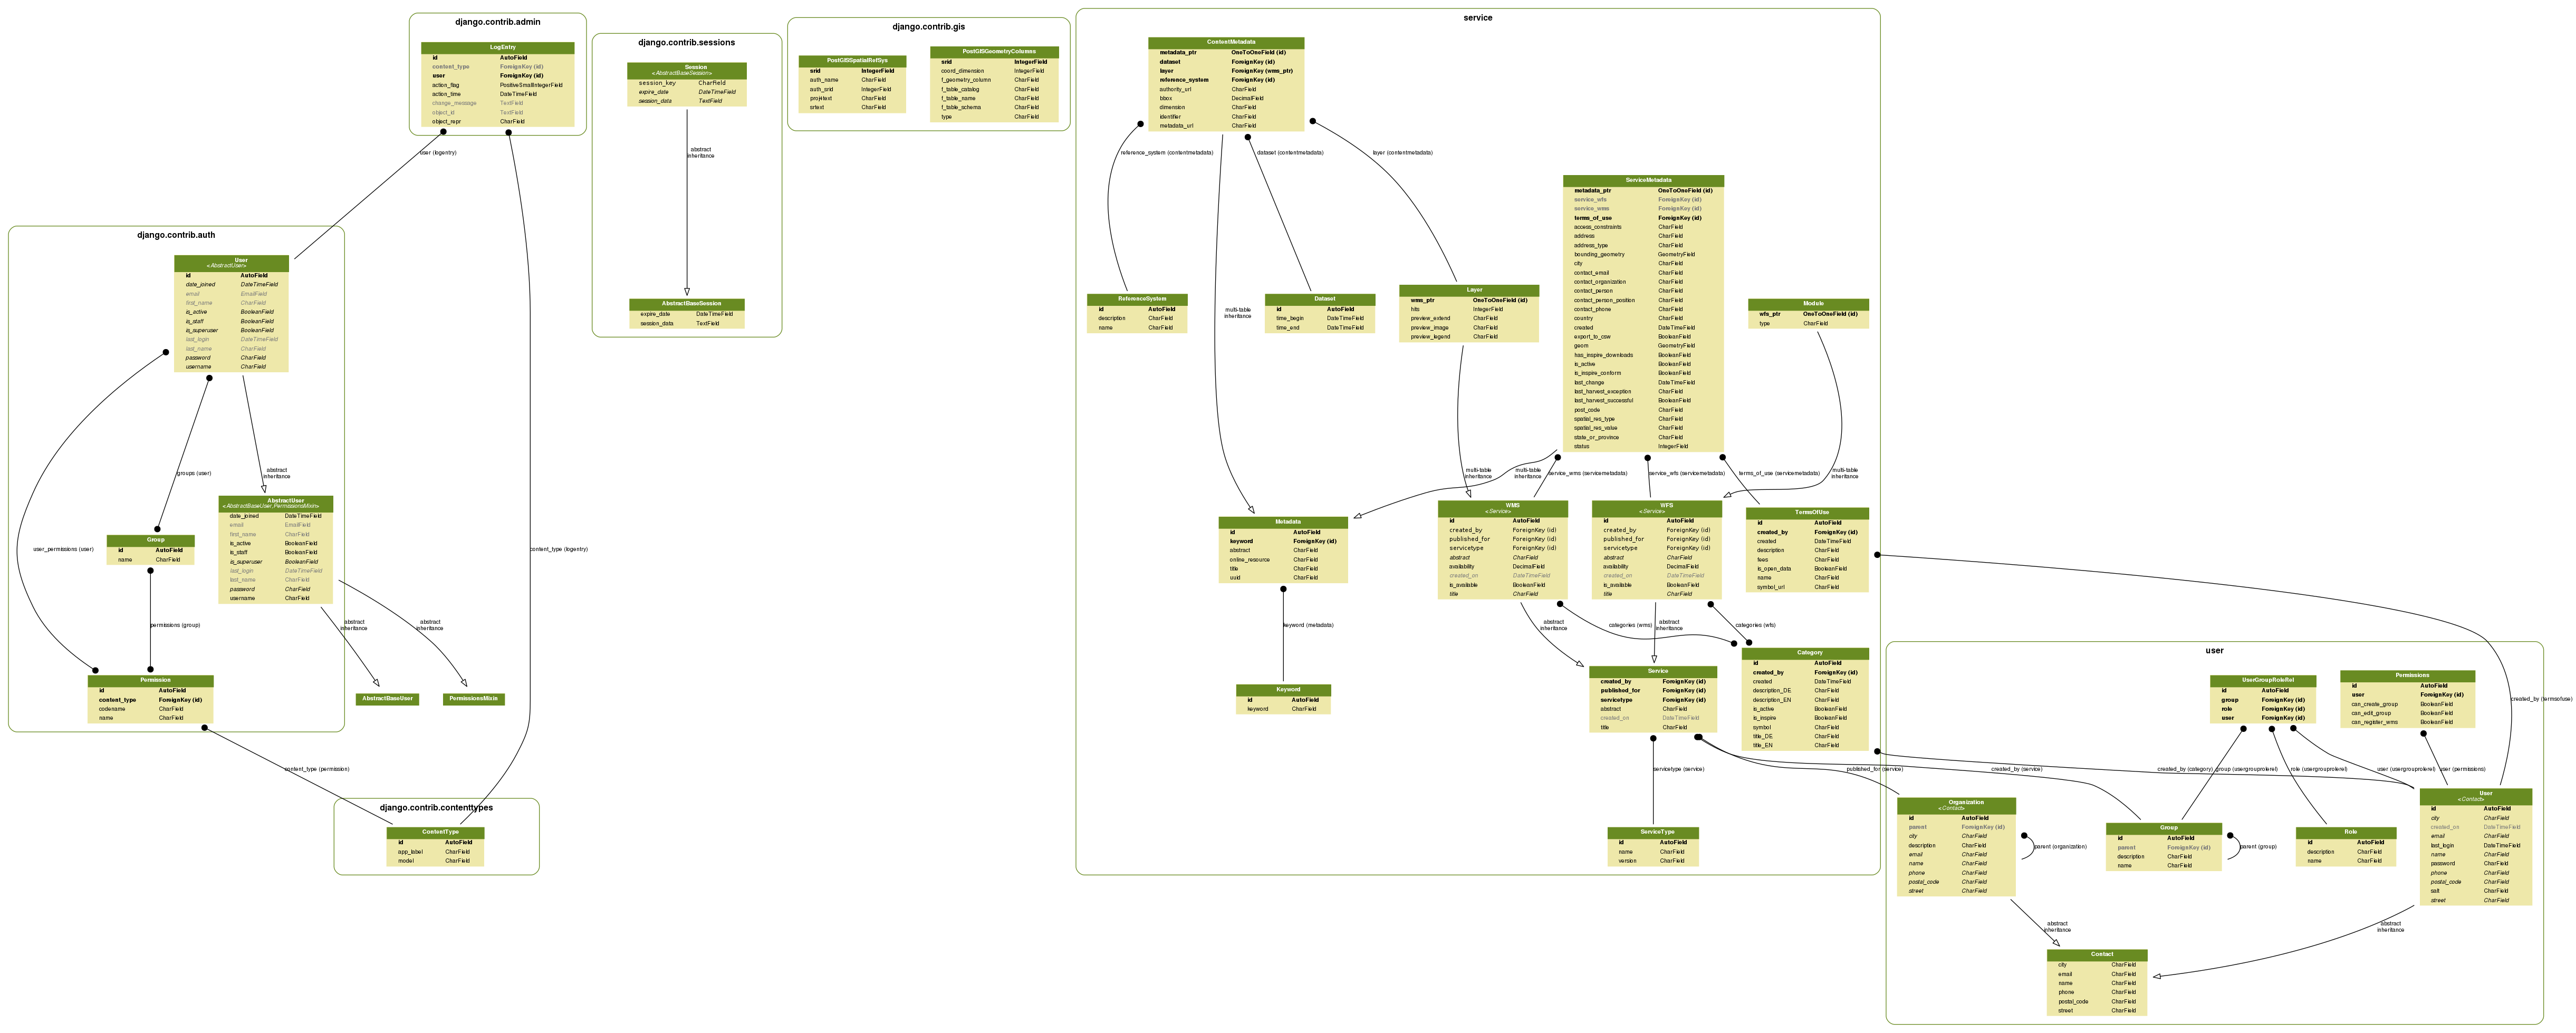 django.contrib.admin
LogEntry
id AutoField
content_type ForeignKey (id)
user ForeignKey (id)
action_flag PositiveSmallIntegerField
action_time DateTimeField
change_message TextField
object_id TextField
object_repr CharField
user (logentry)
content_type (logentry)
django.contrib.sessions
Session
<AbstractBaseSession>
session_key CharField
expire_date DateTimeField
session_data TextField
abstract
inheritance
AbstractBaseSession
expire_date DateTimeField
session_data TextField
django.contrib.gis
PostGISSpatialRefSys
srid IntegerField
auth_name CharField
auth_srid IntegerField
proj4text CharField
srtext CharField
PostGISGeometryColumns
srid IntegerField
coord_dimension IntegerField
f_geometry_column CharField
f_table_catalog CharField
f_table_name CharField
f_table_schema CharField
type CharField
django.contrib.auth
User
<AbstractUser>
id AutoField
date_joined DateTimeField
email EmailField
first_name CharField
is_active BooleanField
is_staff BooleanField
is_superuser BooleanField
last_login DateTimeField
last_name CharField
password CharField
username CharField
groups (user)
abstract
inheritance
user_permissions (user)
Group
id AutoField
name CharField
AbstractUser
<AbstractBaseUser,PermissionsMixin>
date_joined DateTimeField
email EmailField
first_name CharField
is_active BooleanField
is_staff BooleanField
is_superuser BooleanField
last_login DateTimeField
last_name CharField
password CharField
username CharField
permissions (group)
abstract
inheritance
abstract
inheritance
Permission
id AutoField
content_type ForeignKey (id)
codename CharField
name CharField
AbstractBaseUser
PermissionsMixin
content_type (permission)
django.contrib.contenttypes
ContentType
id AutoField
app_label CharField
model CharField
service
ContentMetadata
metadata_ptr OneToOneField (id)
dataset ForeignKey (id)
layer ForeignKey (wms_ptr)
reference_system ForeignKey (id)
authority_url CharField
bbox DecimalField
dimension CharField
identifier CharField
metadata_url CharField
reference_system (contentmetadata)
dataset (contentmetadata)
layer (contentmetadata)
multi-table
inheritance
ReferenceSystem
id AutoField
description CharField
name CharField
Dataset
id AutoField
time_begin DateTimeField
time_end DateTimeField
Layer
wms_ptr OneToOneField (id)
hits IntegerField
preview_extend CharField
preview_image CharField
preview_legend CharField
ServiceMetadata
metadata_ptr OneToOneField (id)
service_wfs ForeignKey (id)
service_wms ForeignKey (id)
terms_of_use ForeignKey (id)
access_constraints CharField
address CharField
address_type CharField
bounding_geometry GeometryField
city CharField
contact_email CharField
contact_organization CharField
contact_person CharField
contact_person_position CharField
contact_phone CharField
country CharField
created DateTimeField
export_to_csw BooleanField
geom GeometryField
has_inspire_downloads BooleanField
is_active BooleanField
is_inspire_conform BooleanField
last_change DateTimeField
last_harvest_exception CharField
last_harvest_successful BooleanField
post_code CharField
spatial_res_type CharField
spatial_res_value CharField
state_or_province CharField
status IntegerField
Module
wfs_ptr OneToOneField (id)
type CharField
multi-table
inheritance
multi-table
inheritance
service_wms (servicemetadata)
service_wfs (servicemetadata)
terms_of_use (servicemetadata)
multi-table
inheritance
Metadata
id AutoField
keyword ForeignKey (id)
abstract CharField
online_resource CharField
title CharField
uuid CharField
WMS
<Service>
id AutoField
created_by ForeignKey (id)
published_for ForeignKey (id)
servicetype ForeignKey (id)
abstract CharField
availability DecimalField
created_on DateTimeField
is_available BooleanField
title CharField
WFS
<Service>
id AutoField
created_by ForeignKey (id)
published_for ForeignKey (id)
servicetype ForeignKey (id)
abstract CharField
availability DecimalField
created_on DateTimeField
is_available BooleanField
title CharField
TermsOfUse
id AutoField
created_by ForeignKey (id)
created DateTimeField
description CharField
fees CharField
is_open_data BooleanField
name CharField
symbol_url CharField
keyword (metadata)
abstract
inheritance
categories (wms)
abstract
inheritance
categories (wfs)
Keyword
id AutoField
keyword CharField
Service
created_by ForeignKey (id)
published_for ForeignKey (id)
servicetype ForeignKey (id)
abstract CharField
created_on DateTimeField
title CharField
Category
id AutoField
created_by ForeignKey (id)
created DateTimeField
description_DE CharField
description_EN CharField
is_active BooleanField
is_inspire BooleanField
symbol CharField
title_DE CharField
title_EN CharField
servicetype (service)
published_for (service)
created_by (service)
created_by (category)
created_by (termsofuse)
ServiceType
id AutoField
name CharField
version CharField
user
UserGroupRoleRel
id AutoField
group ForeignKey (id)
role ForeignKey (id)
user ForeignKey (id)
Permissions
id AutoField
user ForeignKey (id)
can_create_group BooleanField
can_edit_group BooleanField
can_register_wms BooleanField
group (usergrouprolerel)
role (usergrouprolerel)
user (usergrouprolerel)
user (permissions)
Organization
<Contact>
id AutoField
parent ForeignKey (id)
city CharField
description CharField
email CharField
name CharField
phone CharField
postal_code CharField
street CharField
parent (organization)
Group
id AutoField
parent ForeignKey (id)
description CharField
name CharField
parent (group)
Role
id AutoField
description CharField
name CharField
User
<Contact>
id AutoField
city CharField
created_on DateTimeField
email CharField
last_login DateTimeField
name CharField
password CharField
phone CharField
postal_code CharField
salt CharField
street CharField
abstract
inheritance
abstract
inheritance
Contact
city CharField
email CharField
name CharField
phone CharField
postal_code CharField
street CharField